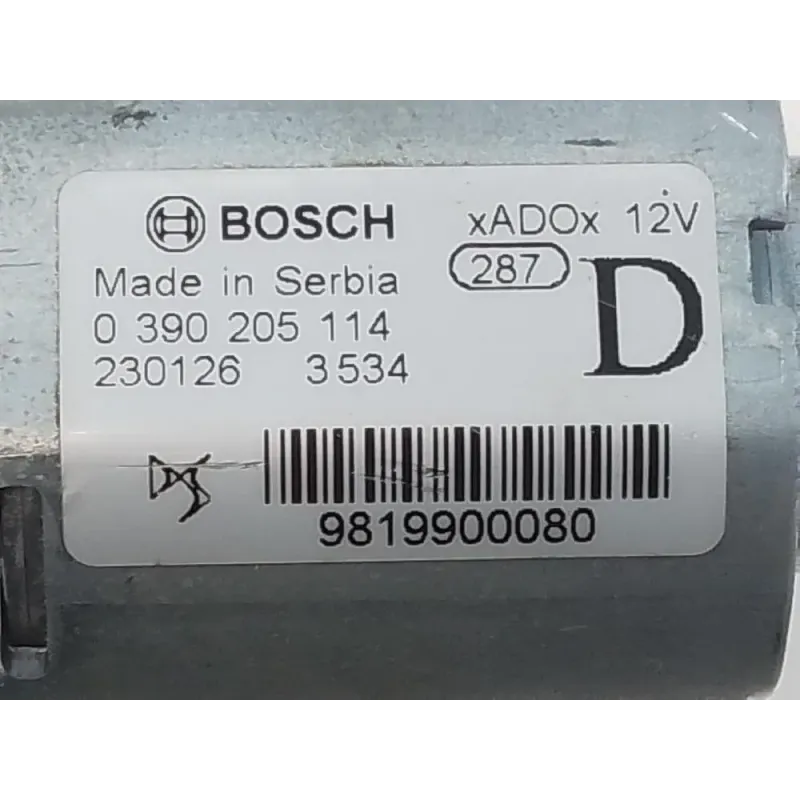 BOSCH xADOx 12V
Made in Serbia 287
0 390 205 114 D
230126 3534
9819900080